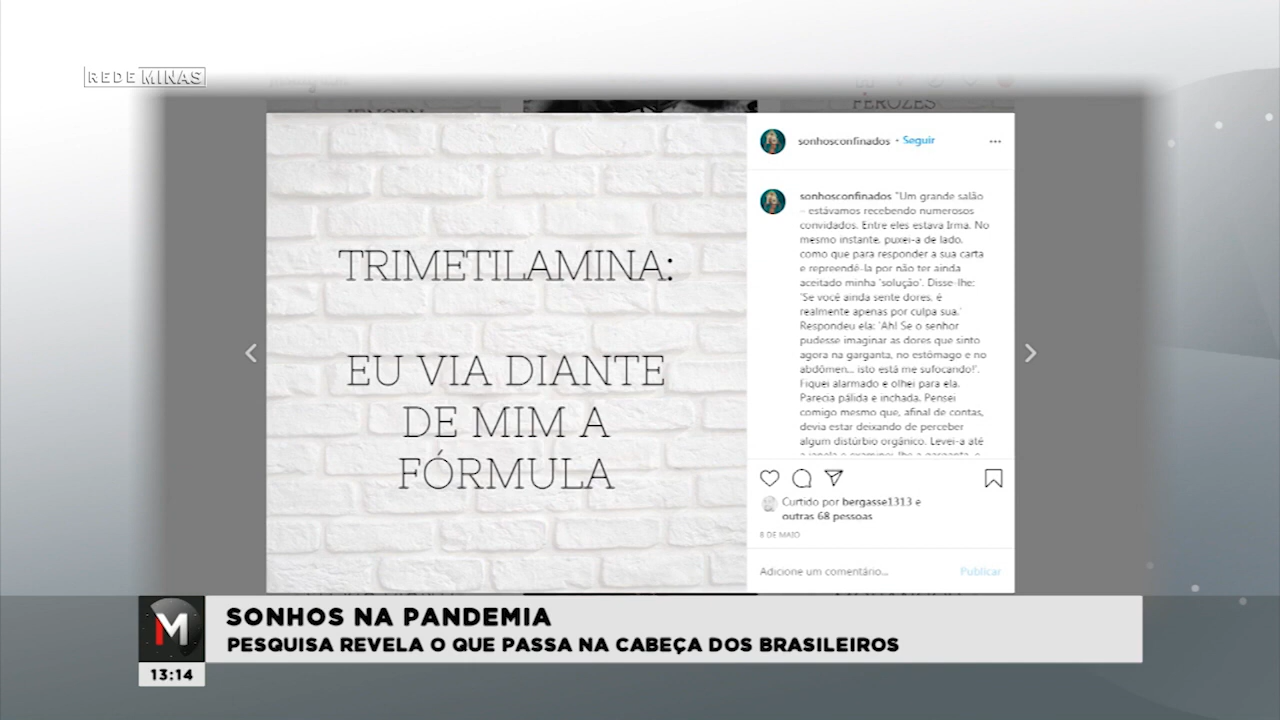 REDE MINAS
FEROZES
TRIMETILAMINA:
EU VIA DIANTE
DE MIM A
FÓRMULA
sonhosconfinados • Seguir
sonhosconfinados "Um grande salão
– estávamos recebendo numerosos
convidados. Entre eles estava Irma. No
mesmo instante, puxei-a de lado,
como que para responder a sua carta
e repreendê-la por não ter ainda
aceitado minha 'solução'. Disse-lhe:
'Se você ainda sente dores, é
realmente apenas por culpa sua.'
Respondeu ela: 'Ah! Se o senhor
pudesse imaginar as dores que sinto
agora na garganta, no estômago e no
abdômen... isto está me sufocando!'.
Fiquei alarmado e olhei para ela.
Parecia pálida e inchada. Pensei
comigo mesmo que, afinal de contas,
devia estar deixando de perceber
algum distúrbio orgânico. Levei-a até
a janela e examinei-lhe a garganta, e
Curtido por bergasse1313 e
outras 68 pessoas
8 DE MAIO
Adicione um comentário... Publicar
M
SONHOS NA PANDEMIA
PESQUISA REVELA O QUE PASSA NA CABEÇA DOS BRASILEIROS
13:14